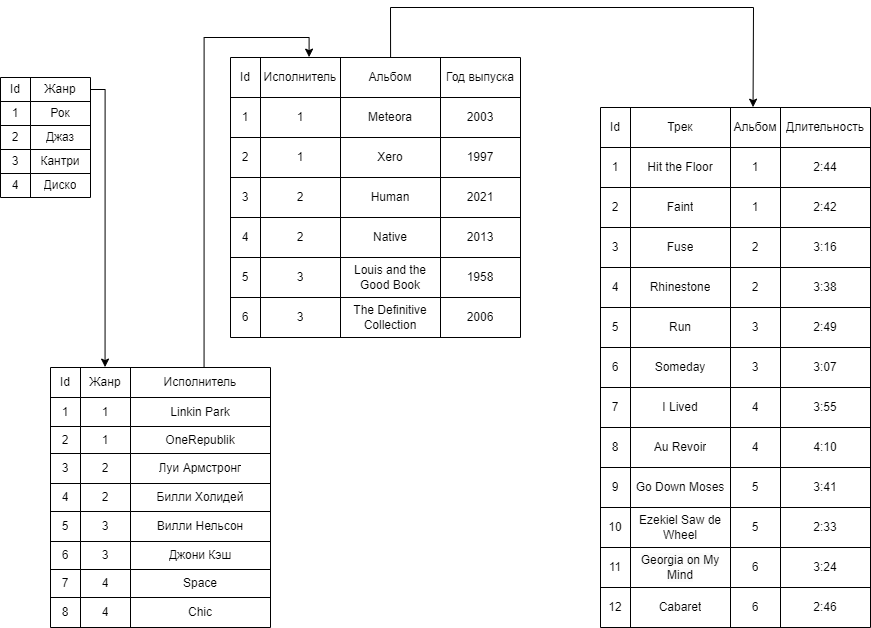 Id Жанр
1 Рок
2 Джаз
3 Кантри
4 Диско
Id Жанр Исполнитель
1 1 Linkin Park
2 1 OneRepublik
3 2 Луи Армстронг
4 2 Билли Холидей
5 3 Вилли Нельсон
6 3 Джони Кэш
7 4 Space
8 4 Chic
Id Исполнитель Альбом Год выпуска
1 1 Meteora 2003
2 1 Xero 1997
3 2 Human 2021
4 2 Native 2013
5 3 Louis and the 1958
Good Book
6 3 The Definitive 2006
Collection
Id Трек Альбом Длительность
1 Hit the Floor 1 2:44
2 Faint 1 2:42
3 Fuse 2 3:16
4 Rhinestone 2 3:38
5 Run 3 2:49
6 Someday 3 3:07
7 I Lived 4 3:55
8 Au Revoir 4 4:10
9 Go Down Moses 5 3:41
10 Ezekiel Saw de 5 2:33
Wheel
11 Georgia on My 6 3:24
Mind
12 Cabaret 6 2:46